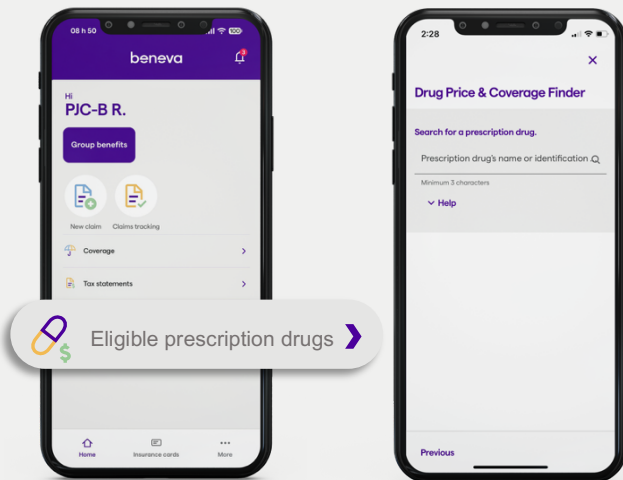 08 h 50
100
beneva
3
Hi
PJC-B R.
Group benefits
New claim
Claims tracking
Coverage
Tax statements
$
Eligible prescription drugs
Home
Insurance cards
More
2:28
Drug Price & Coverage Finder
Search for a prescription drug.
Prescription drug's name or identification
Minimum 3 characters
Help
Previous